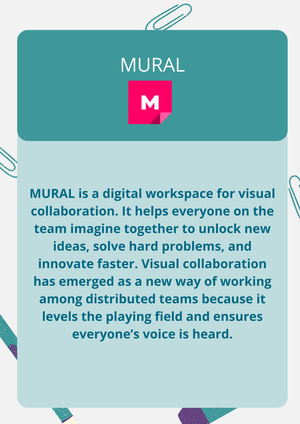 MURAL
M
MURAL is a digital workspace for visual
collaboration. It helps everyone on the
team imagine together to unlock new
ideas, solve hard problems, and
innovate faster. Visual collaboration
has emerged as a new way of working
among distributed teams because it
levels the playing field and ensures
everyone’s voice is heard.